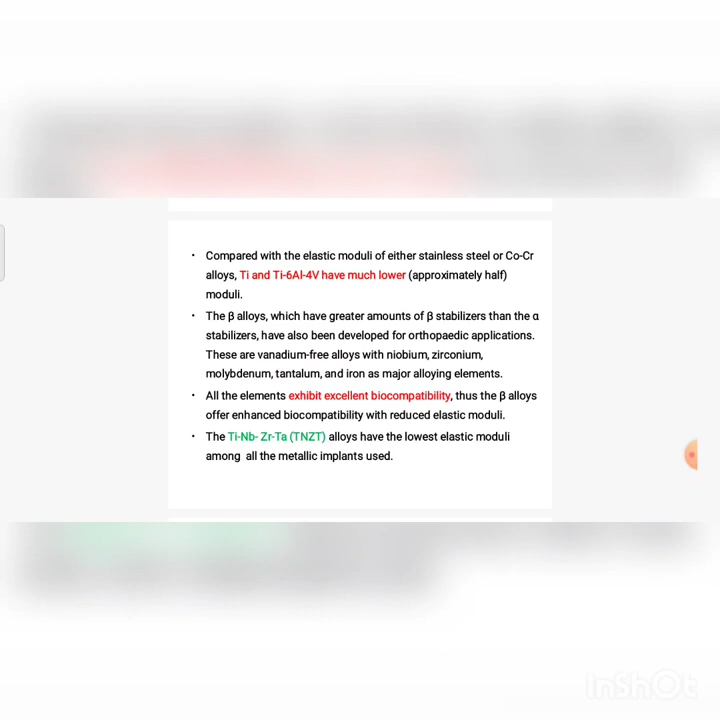 • Compared with the elastic moduli of either stainless steel or Co-Cr
alloys, Ti and Ti-6Al-4V have much lower (approximately half)
moduli.
• The β alloys, which have greater amounts of β stabilizers than the α
stabilizers, have also been developed for orthopaedic applications.
These are vanadium-free alloys with niobium, zirconium,
molybdenum, tantalum, and iron as major alloying elements.
• All the elements exhibit excellent biocompatibility, thus the β alloys
offer enhanced biocompatibility with reduced elastic moduli.
• The Ti-Nb- Zr-Ta (TNZT) alloys have the lowest elastic moduli
among all the metallic implants used.
InShOt